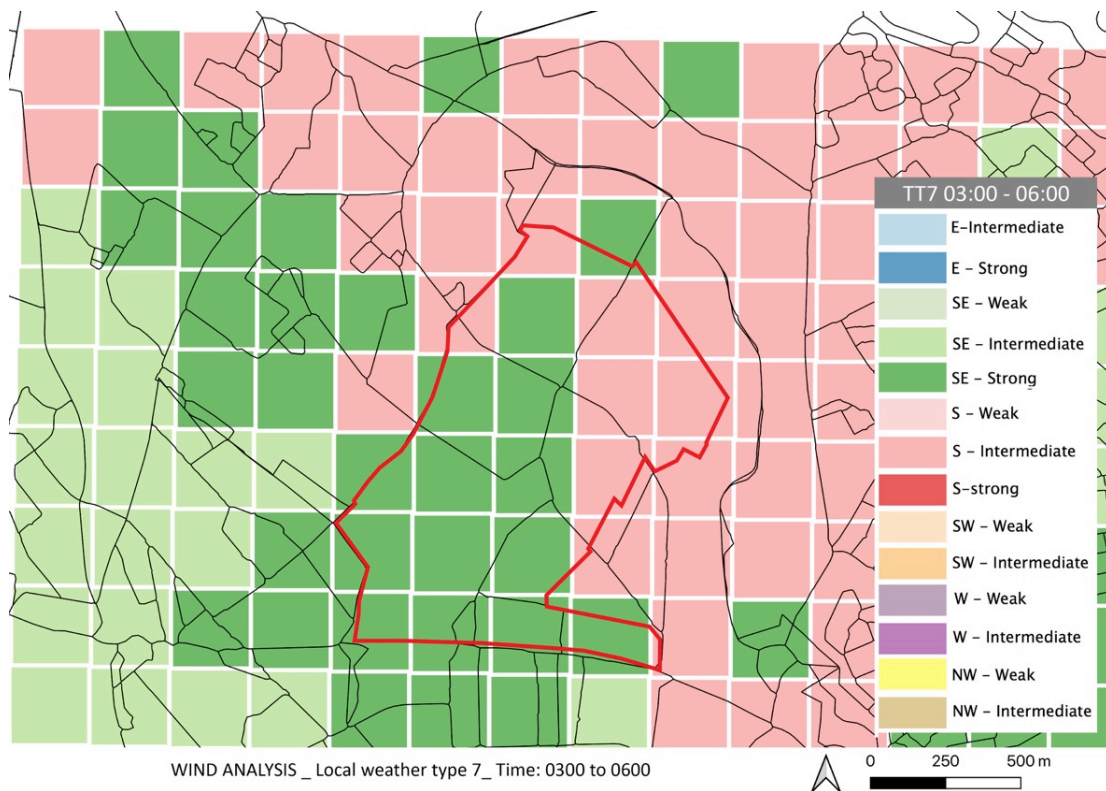 TT7 03:00 - 06:00
E-Intermediate
E – Strong
SE – Weak
SE – Intermediate
SE – Strong
S – Weak
S – Intermediate
S-strong
SW – Weak
SW – Intermediate
W – Weak
W – Intermediate
NW – Weak
NW – Intermediate
WIND ANALYSIS _ Local weather type 7_ Time: 0300 to 0600
0 250 500 m